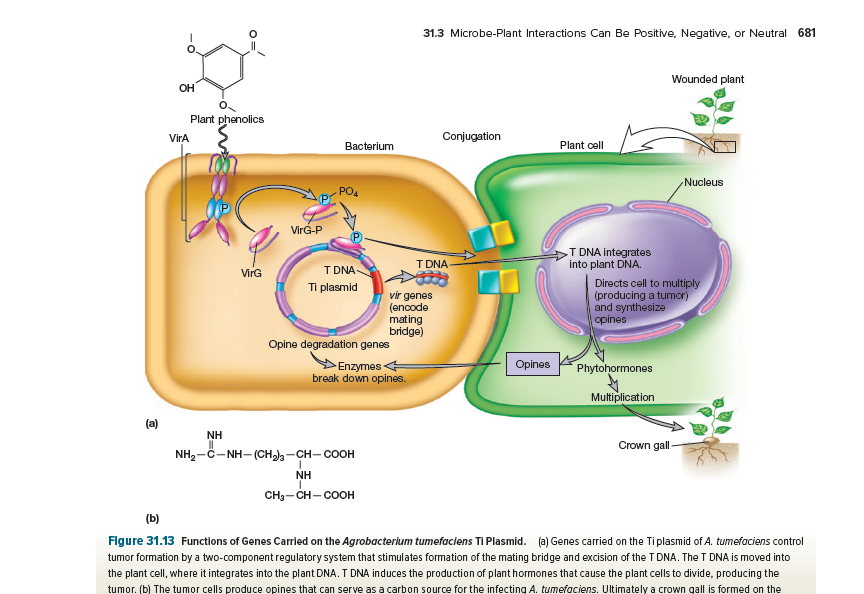 31.3 Microbe-Plant Interactions Can Be Positive, Negative, or Neutral 681
O
O
OH
O
Plant phenolics
Wounded plant
VirA
Bacterium
Conjugation
Plant cell
Nucleus
P
P
PO4
VirG-P
P
VirG
T DNA
Ti plasmid
T DNA
vir genes
(encode
mating
bridge)
T DNA integrates
into plant DNA.
Directs cell to multiply
(producing a tumor)
and synthesize
opines
Opine degradation genes
Enzymes
break down opines.
Opines
Phytohormones
Multiplication
Crown gall
(a)
NH
NH2–C–NH–(CH2)3–CH–COOH
NH
CH3–CH–COOH
(b)
Figure 31.13 Functions of Genes Carried on the Agrobacterium tumefaciens Ti Plasmid. (a) Genes carried on the Ti plasmid of A. tumefaciens control
tumor formation by a two-component regulatory system that stimulates formation of the mating bridge and excision of the T DNA. The T DNA is moved into
the plant cell, where it integrates into the plant DNA. T DNA induces the production of plant hormones that cause the plant cells to divide, producing the
tumor. (b) The tumor cells produce opines that can serve as a carbon source for the infecting A. tumefaciens. Ultimately a crown gall is formed on the